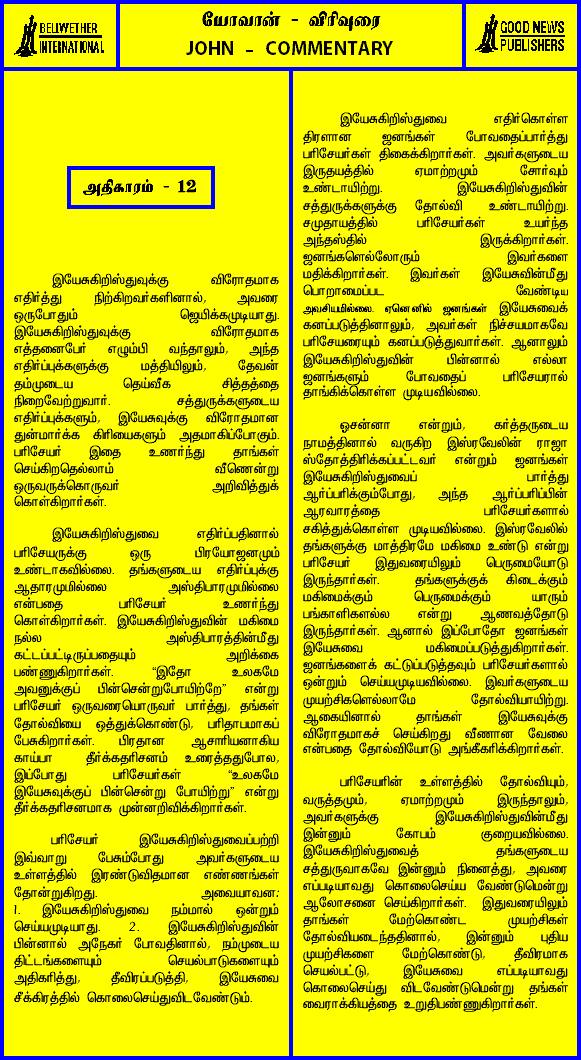 BELWETHER
INTERNATIONAL
யோவான் - விரிவுரை
JOHN - COMMENTARY
GOOD NEWS
PUBLISHERS
அதிகாரம் - 12
இயேசுகிறிஸ்துவுக்கு விரோதமாக
எதிர்த்து நிற்கிறவர்களினால், அவரை
ஒருபோதும் ஜெயிக்கமுடியாது.
இயேசுகிறிஸ்துவுக்கு விரோதமாக
எத்தனைபேர் எழும்பி வந்தாலும், அந்த
எதிர்ப்புக்களுக்கு மத்தியிலும், தேவன்
தம்முடைய தெய்வீக சித்தத்தை
நிறைவேற்றுவார். சத்துருக்களுடைய
எதிர்ப்புக்களும், இயேசுவுக்கு விரோதமான
துன்மார்க்க கிரியைகளும் அதமாகிப்போகும்.
பரிசேயர் இதை உணர்ந்து தாங்கள்
செய்கிறதெல்லாம் வீணென்று
ஒருவருக்கொருவர் அறிவித்துக்
கொள்கிறார்கள்.
இயேசுகிறிஸ்துவை எதிர்ப்பதினால்
பரிசேயருக்கு ஒரு பிரயோஜனமும்
உண்டாகவில்லை. தங்களுடைய எதிர்ப்புக்கு
ஆதாரமுமில்லை அஸ்திபாரமுமில்லை
என்பதை பரிசேயர் உணர்ந்து
கொள்கிறார்கள். இயேசுகிறிஸ்துவின் மகிமை
நல்ல அஸ்திபாரத்தின்மீது
கட்டப்பட்டிருப்பதையும் அறிக்கை
பண்ணுகிறார்கள். "இதோ உலகமே
அவனுக்குப் பின்சென்றுபோயிற்றே" என்று
பரிசேயர் ஒருவரையொருவர் பார்த்து, தங்கள்
தோல்வியை ஒத்துக்கொண்டு, பரிதாபமாகப்
பேசுகிறார்கள். பிரதான ஆசாரியனாகிய
காய்பா தீர்க்கதரிசனம் உரைத்ததுபோல,
இப்போது பரிசேயர்கள் "உலகமே
இயேசுவுக்குப் பின்சென்று போயிற்று" என்று
தீர்க்கதரிசனமாக முன்னறிவிக்கிறார்கள்.
பரிசேயர் இயேசுகிறிஸ்துவைப்பற்றி
இவ்வாறு பேசும்போது அவர்களுடைய
உள்ளத்தில் இரண்டுவிதமான எண்ணங்கள்
தோன்றுகிறது. அவையாவன:
1. இயேசுகிறிஸ்துவை நம்மால் ஒன்றும்
செய்யமுடியாது. 2. இயேசுகிறிஸ்துவின்
பின்னால் அநேகர் போவதினால், நம்முடைய
திட்டங்களையும் செயல்பாடுகளையும்
அதிகரித்து, தீவிரப்படுத்தி, இயேசுவை
சீக்கிரத்தில் கொலைசெய்துவிடவேண்டும்.
இயேசுகிறிஸ்துவை எதிர்கொள்ள
திரளான ஜனங்கள் போவதைப்பார்த்து
பரிசேயர்கள் திகைக்கிறார்கள். அவர்களுடைய
இருதயத்தில் ஏமாற்றமும் சோர்வும்
உண்டாயிற்று. இயேசுகிறிஸ்துவின்
சத்துருக்களுக்கு தோல்வி உண்டாயிற்று.
சமுதாயத்தில் பரிசேயர்கள் உயர்ந்த
அந்தஸ்தில் இருக்கிறார்கள்.
ஜனங்களெல்லோரும் இவர்களை
மதிக்கிறார்கள். இவர்கள் இயேசுவின்மீது
பொறாமைப்பட வேண்டிய
அவசியமில்லை. ஏனெனில் ஜனங்கள் இயேசுவைக்
கனப்படுத்தினாலும், அவர்கள் நிச்சயமாகவே
பரிசேயரையும் கனப்படுத்துவார்கள். ஆனாலும்
இயேசுகிறிஸ்துவின் பின்னால் எல்லா
ஜனங்களும் போவதைப் பரிசேயரால்
தாங்கிக்கொள்ள முடியவில்லை.
ஓசன்னா என்றும், கர்த்தருடைய
நாமத்தினால் வருகிற இஸ்ரவேலின் ராஜா
ஸ்தோத்திரிக்கப்பட்டவர் என்றும் ஜனங்கள்
இயேசுகிறிஸ்துவைப் பார்த்து
ஆர்ப்பரிக்கும்போது, அந்த ஆர்ப்பரிப்பின்
ஆரவாரத்தை பரிசேயர்களால்
சகித்துக்கொள்ள முடியவில்லை. இஸ்ரவேலில்
தங்களுக்கு மாத்திரமே மகிமை உண்டு என்று
பரிசேயர் இதுவரையிலும் பெருமையோடு
இருந்தார்கள். தங்களுக்குக் கிடைக்கும்
மகிமைக்கும் பெருமைக்கும் யாரும்
பங்காளிகளல்ல என்று ஆணவத்தோடு
இருந்தார்கள். ஆனால் இப்போதோ ஜனங்கள்
இயேசுவை மகிமைப்படுத்துகிறார்கள்.
ஜனங்களைக் கட்டுப்படுத்தவும் பரிசேயர்களால்
ஒன்றும் செய்யமுடியவில்லை. இவர்களுடைய
முயற்சிகளெல்லாமே தோல்வியாயிற்று.
ஆகையினால் தாங்கள் இயேசுவுக்கு
விரோதமாகச் செய்கிறது வீணான வேலை
என்பதை தோல்வியோடு அங்கீகரிக்கிறார்கள்.
பரிசேயரின் உள்ளத்தில் தோல்வியும்,
வருத்தமும், ஏமாற்றமும் இருந்தாலும்,
அவர்களுக்கு இயேசுகிறிஸ்துவின்மீது
இன்னும் கோபம் குறையவில்லை.
இயேசுகிறிஸ்துவைத் தங்களுடைய
சத்துருவாகவே இன்னும் நினைத்து, அவரை
எப்படியாவது கொலைசெய்ய வேண்டுமென்று
ஆலோசனை செய்கிறார்கள். இதுவரையிலும்
தாங்கள் மேற்கொண்ட முயற்சிகள்
தோல்வியடைந்ததினால், இன்னும் புதிய
முயற்சிகளை மேற்கொண்டு, தீவிரமாக
செயல்பட்டு, இயேசுவை எப்படியாவது
கொலைசெய்து விடவேண்டுமென்று தங்கள்
வைராக்கியத்தை உறுதிபண்ணுகிறார்கள்.